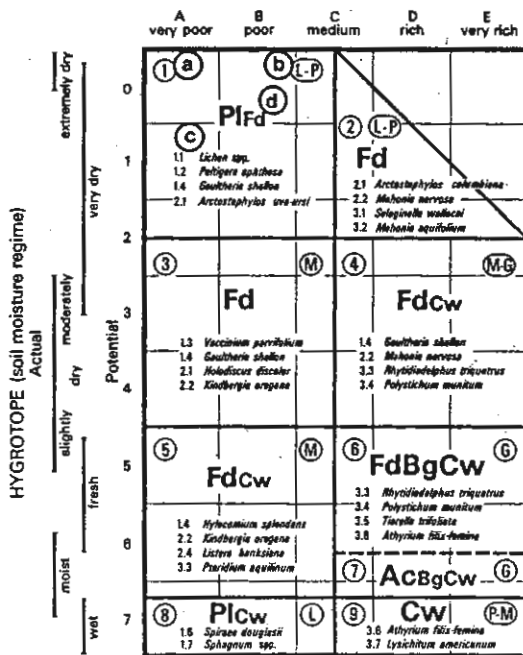 A B C D E
very poor poor medium rich very rich
HYGROTOPE (soil moisture regime)
Actual
Potential
extremely dry
very dry
moderately
dry
slightly
fresh
moist
wet
0
1
2
3
4
5
6
7
1 a b L-P
d
PlFd
c
1.1 Lichen spp.
1.2 Peltigera aphthosa
1.4 Gaultheria shallon
2.1 Arctostaphylos uva-ursi
2 L-P
Fd
2.1 Arctostaphylos columbiana
2.2 Mahonia nervosa
3.1 Selaginella wallacei
3.2 Mahonia aquifolium
3 M
Fd
1.3 Vaccinium parvifolium
1.4 Gaultheria shallon
2.1 Holodiscus discolor
2.2 Kindbergia oregana
4 M-G
FdCw
1.4 Gaultheria shallon
2.2 Mahonia nervosa
3.3 Rhytidiadelphus triquetrus
3.4 Polystichum munitum
5 M
FdCw
1.4 Hylocomium splendens
2.2 Kindbergia oregana
2.4 Listera banksiana
3.3 Pteridium aquilinum
6 G
FdBgCw
3.3 Rhytidiadelphus triquetrus
3.4 Polystichum munitum
3.5 Tiarella trifoliata
3.6 Athyrium filix-femina
7 G
AcBgCw
8 L
PlCw
1.6 Spiraea douglasii
1.7 Sphagnum spp.
9 P-M
Cw
3.6 Athyrium filix-femina
3.7 Lysichitum americanum